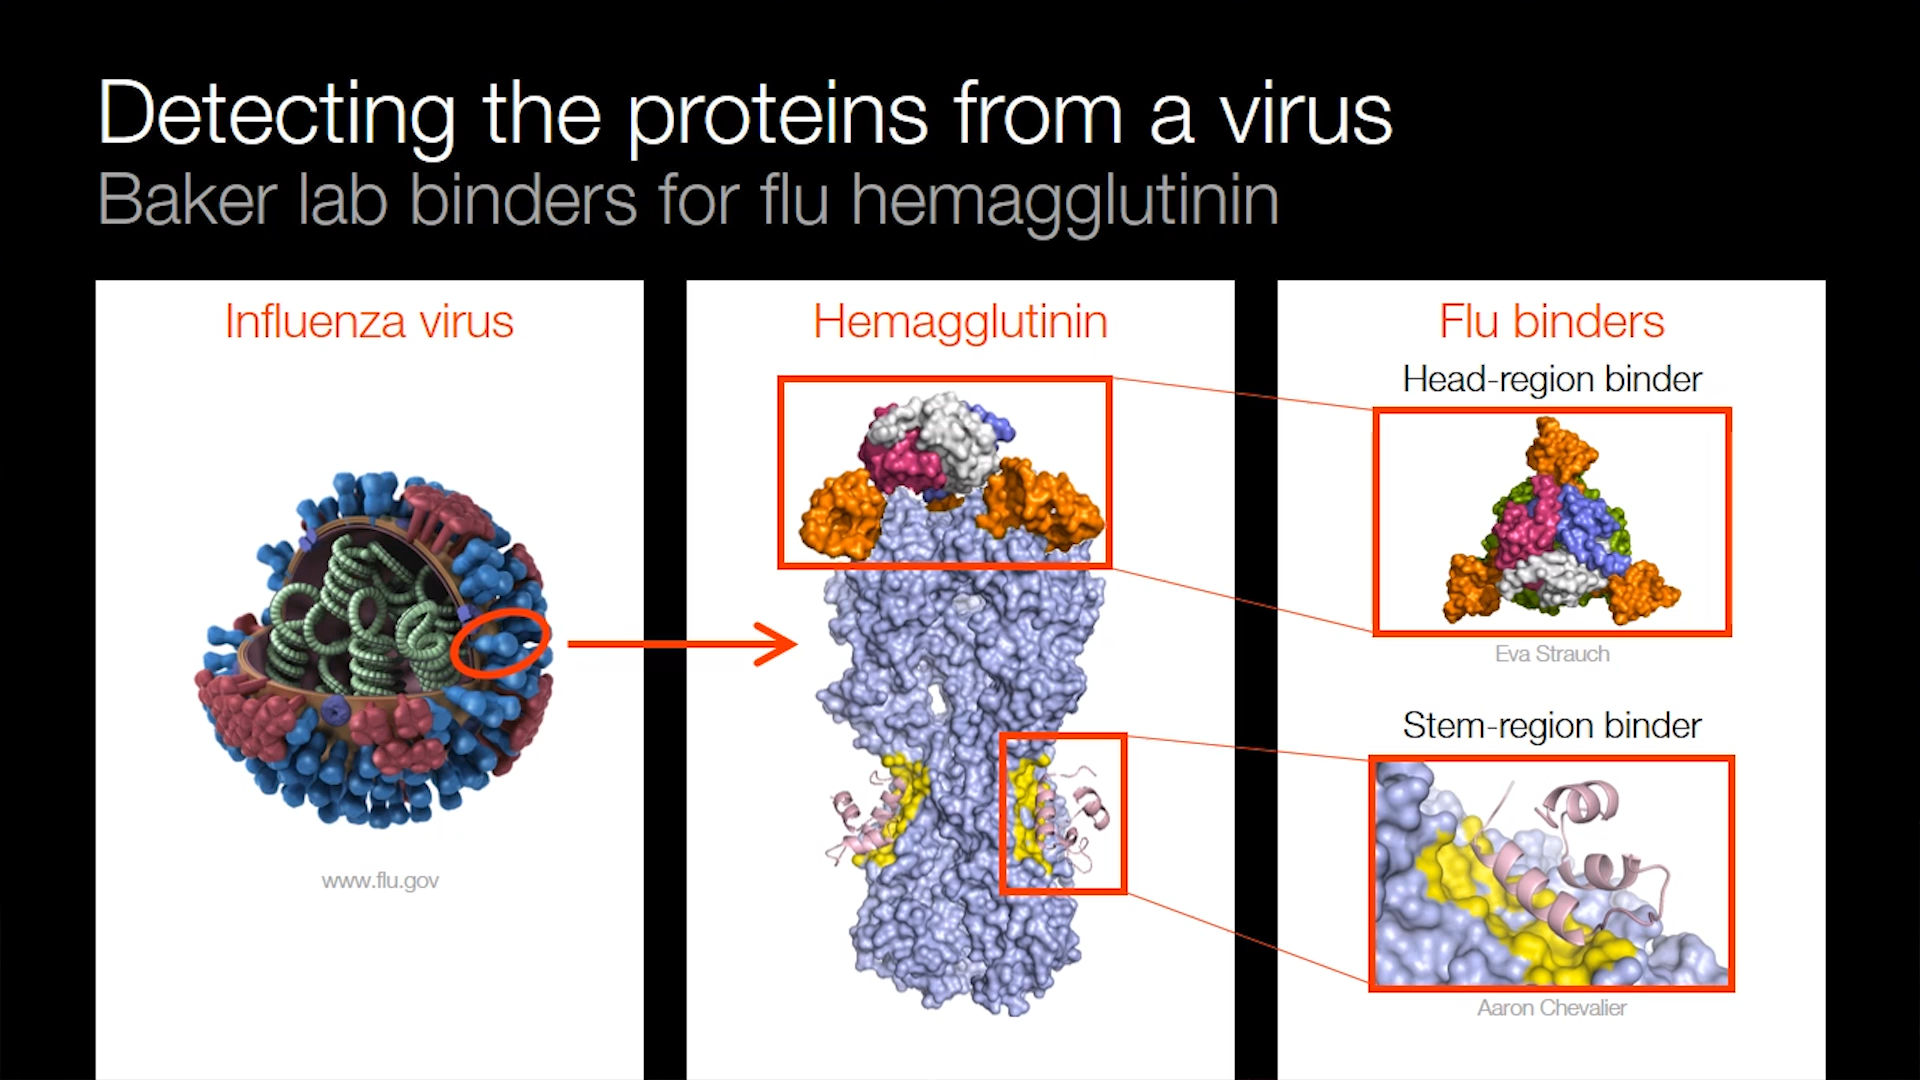 Detecting the proteins from a virus
Baker lab binders for flu hemagglutinin
Influenza virus
www.flu.gov
Hemagglutinin
Flu binders
Head-region binder
Eva Strauch
Stem-region binder
Aaron Chevalier